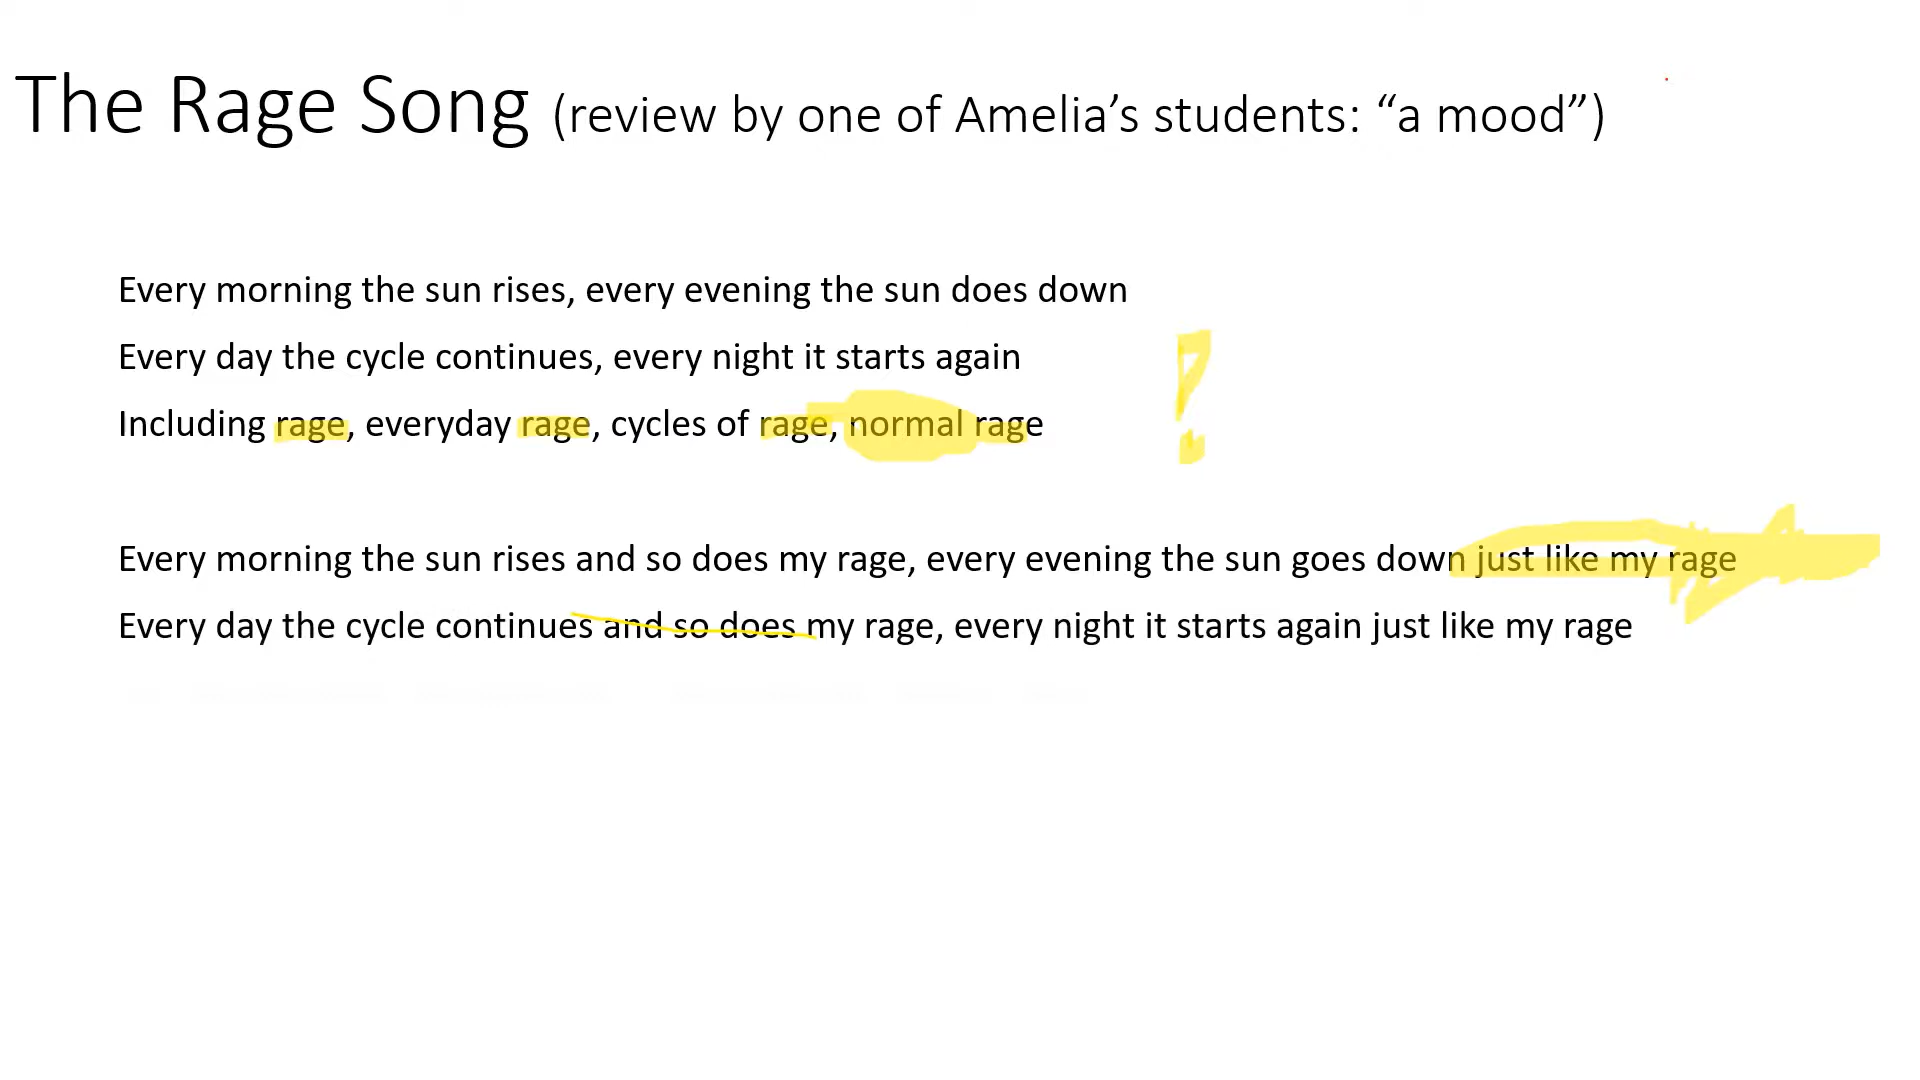 The Rage Song (review by one of Amelia’s students: “a mood”)
Every morning the sun rises, every evening the sun does down
Every day the cycle continues, every night it starts again
Including rage, everyday rage, cycles of rage, normal rage
!
Every morning the sun rises and so does my rage, every evening the sun goes down just like my rage
Every day the cycle continues and so does my rage, every night it starts again just like my rage